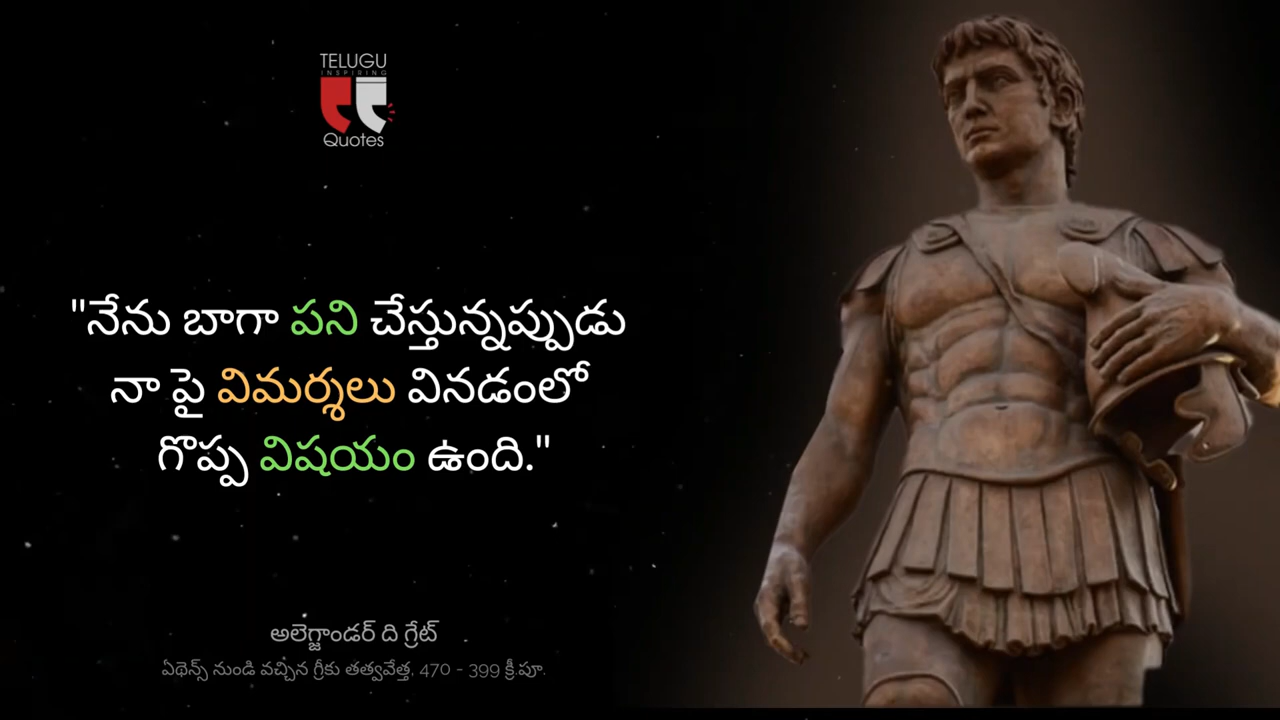 TELUGU
INSPIRING
Quotes
"నేను బాగా పని చేస్తున్నప్పుడు
నా పై విమర్శలు వినడంలో
గొప్ప విషయం ఉంది."
అలెగ్జాండర్ ది గ్రేట్
ఏథెన్స్ నుండి వచ్చిన గ్రీకు తత్వవేత్త, 470 - 399 క్రీ.పూ.